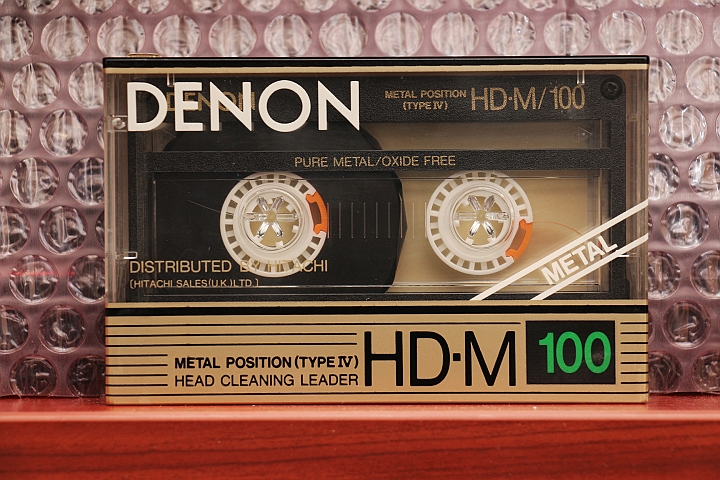 DENON
DENON
METAL POSITION
(TYPE IV)
HD·M/100
PURE METAL/OXIDE FREE
DISTRIBUTED BY HITACHI
(HITACHI SALES(U.K)LTD.)
METAL
METAL POSITION (TYPE IV)
HEAD CLEANING LEADER
HD·M
100